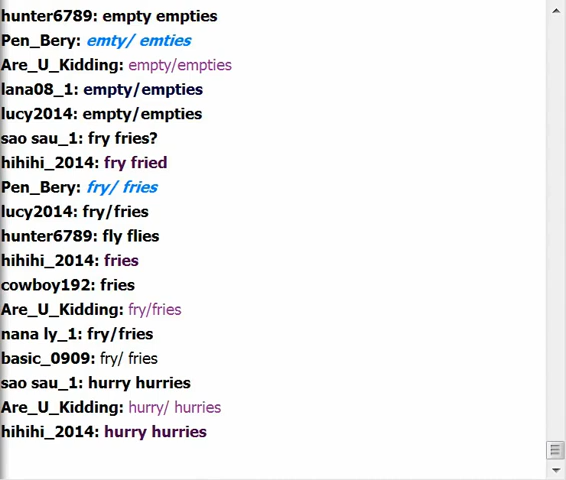 hunter6789: empty empties
Pen_Bery: emty/ emties
Are_U_Kidding: empty/empties
lana08_1: empty/empties
lucy2014: empty/empties
sao sau_1: fry fries?
hihihi_2014: fry fried
Pen_Bery: fry/ fries
lucy2014: fry/fries
hunter6789: fly flies
hihihi_2014: fries
cowboy192: fries
Are_U_Kidding: fry/fries
nana ly_1: fry/fries
basic_0909: fry/ fries
sao sau_1: hurry hurries
Are_U_Kidding: hurry/ hurries
hihihi_2014: hurry hurries